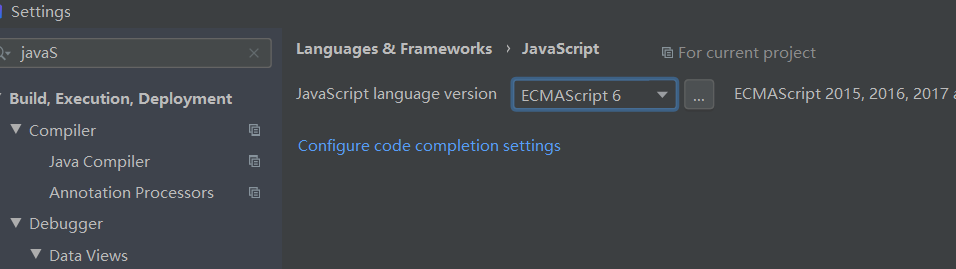 Settings
javaS
Build, Execution, Deployment
Compiler
Java Compiler
Annotation Processors
Debugger
Data Views
Languages & Frameworks › JavaScript
For current project
JavaScript language version
ECMAScript 6
...
ECMAScript 2015, 2016, 2017
Configure code completion settings